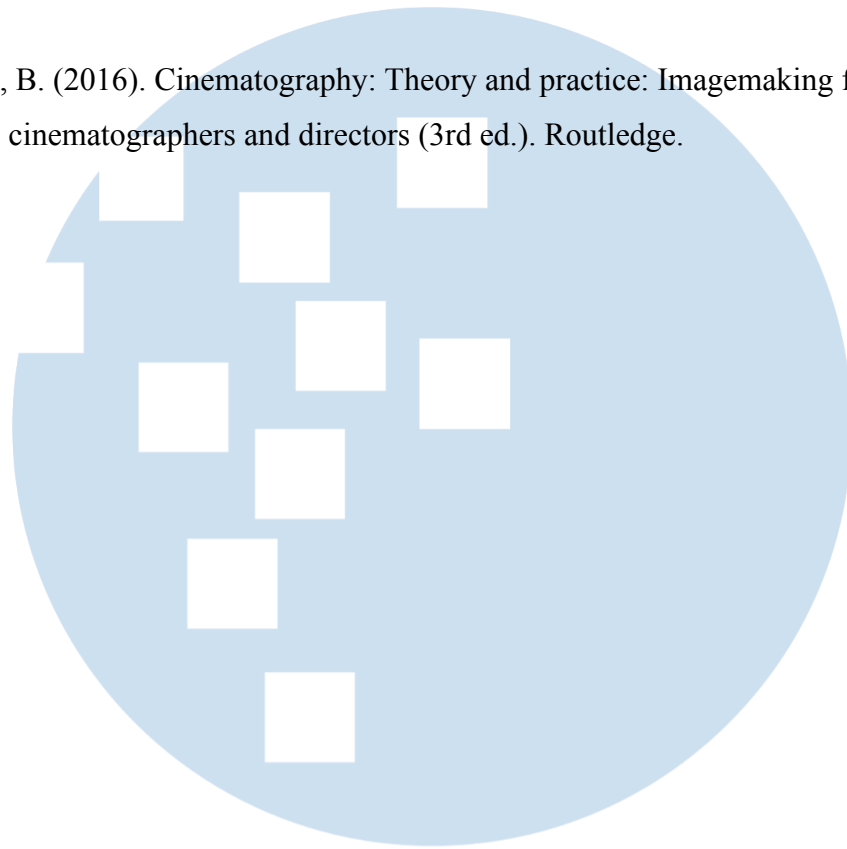 , B. (2016). Cinematography: Theory and practice: Imagemaking f
cinematographers and directors (3rd ed.). Routledge.